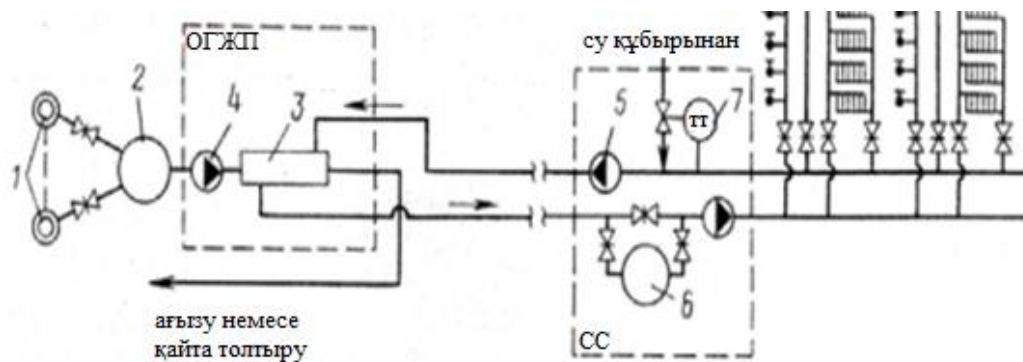 ОГЖП
су құбырынан
1
2
4
3
5
7
тт
6
СС
ағызу немесе
қайта толтыру